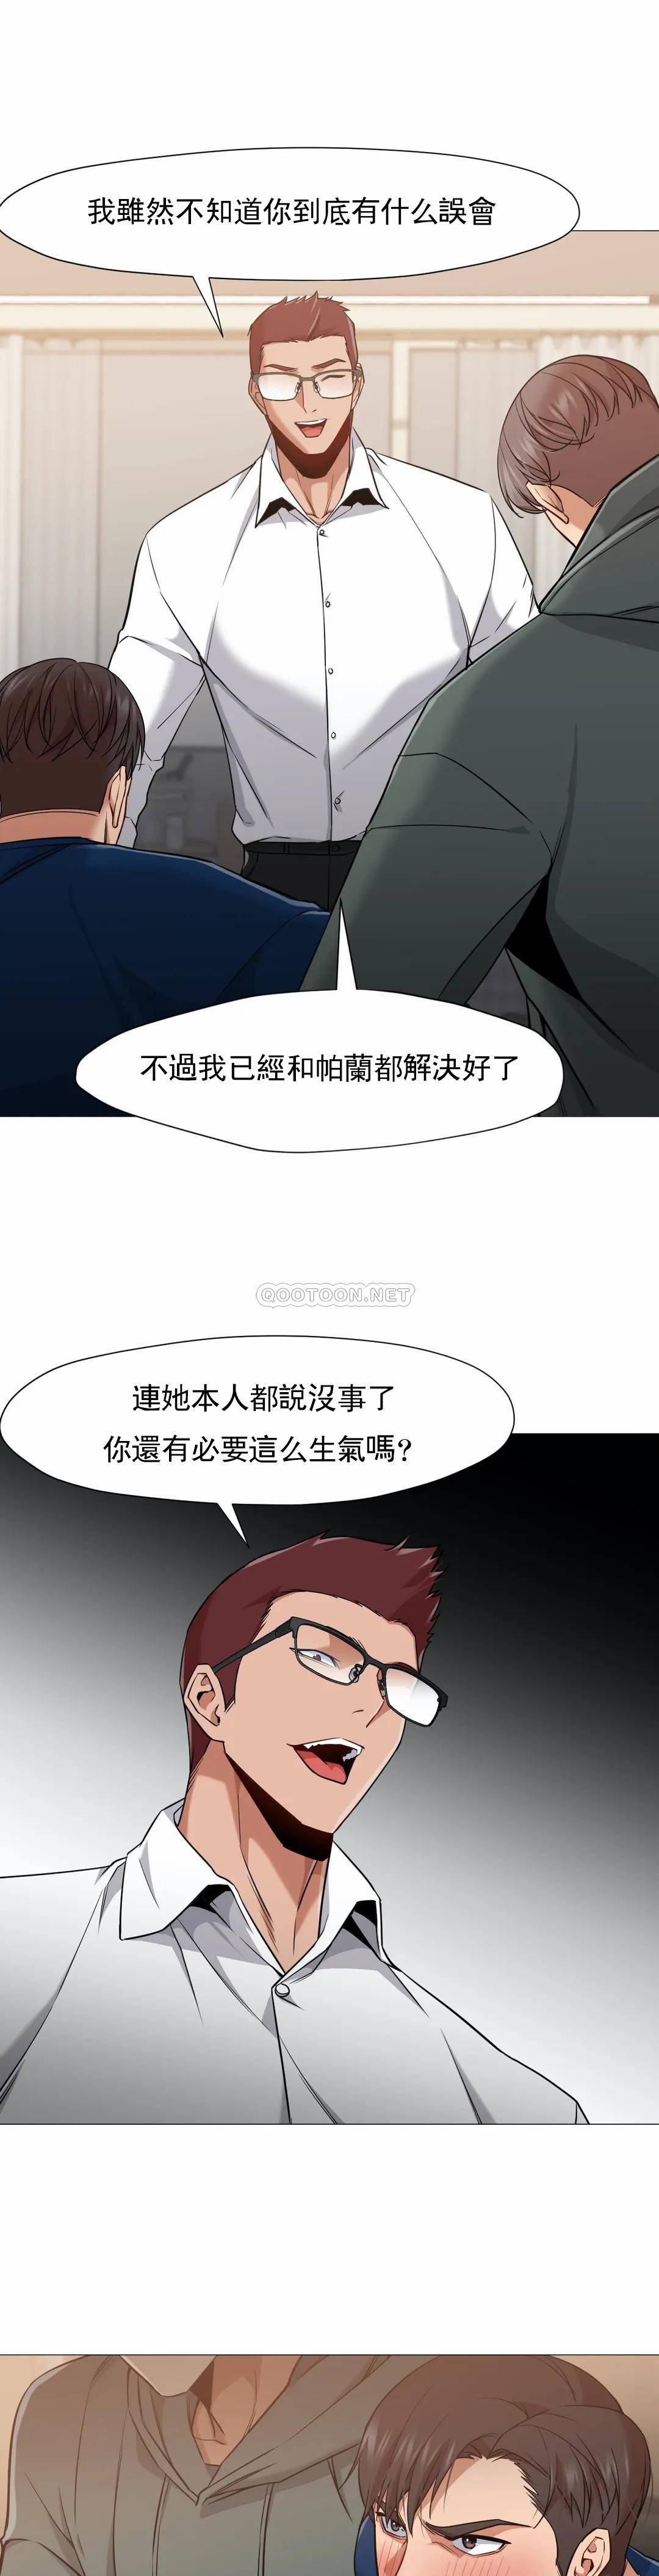 我雖然不知道你到底有什么誤會
不過我已經和帕蘭都解決好了
QOOTOON.NET
連她本人都說沒事了
你還有必要這么生氣嗎?